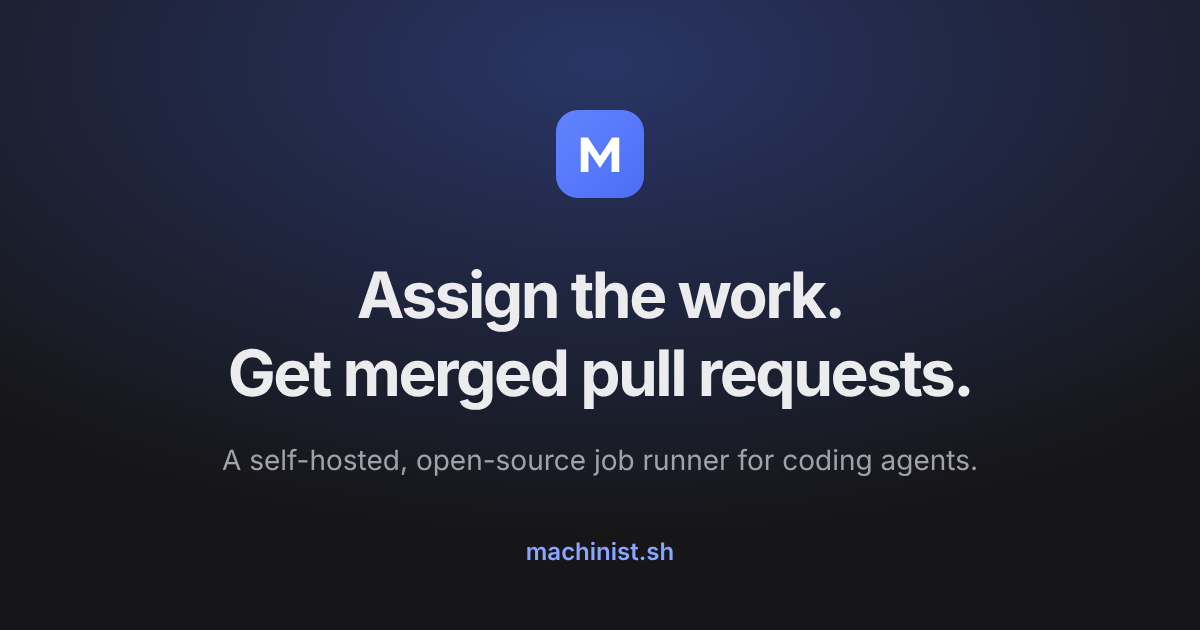 M
Assign the work.
Get merged pull requests.
A self-hosted, open-source job runner for coding agents.
machinist.sh